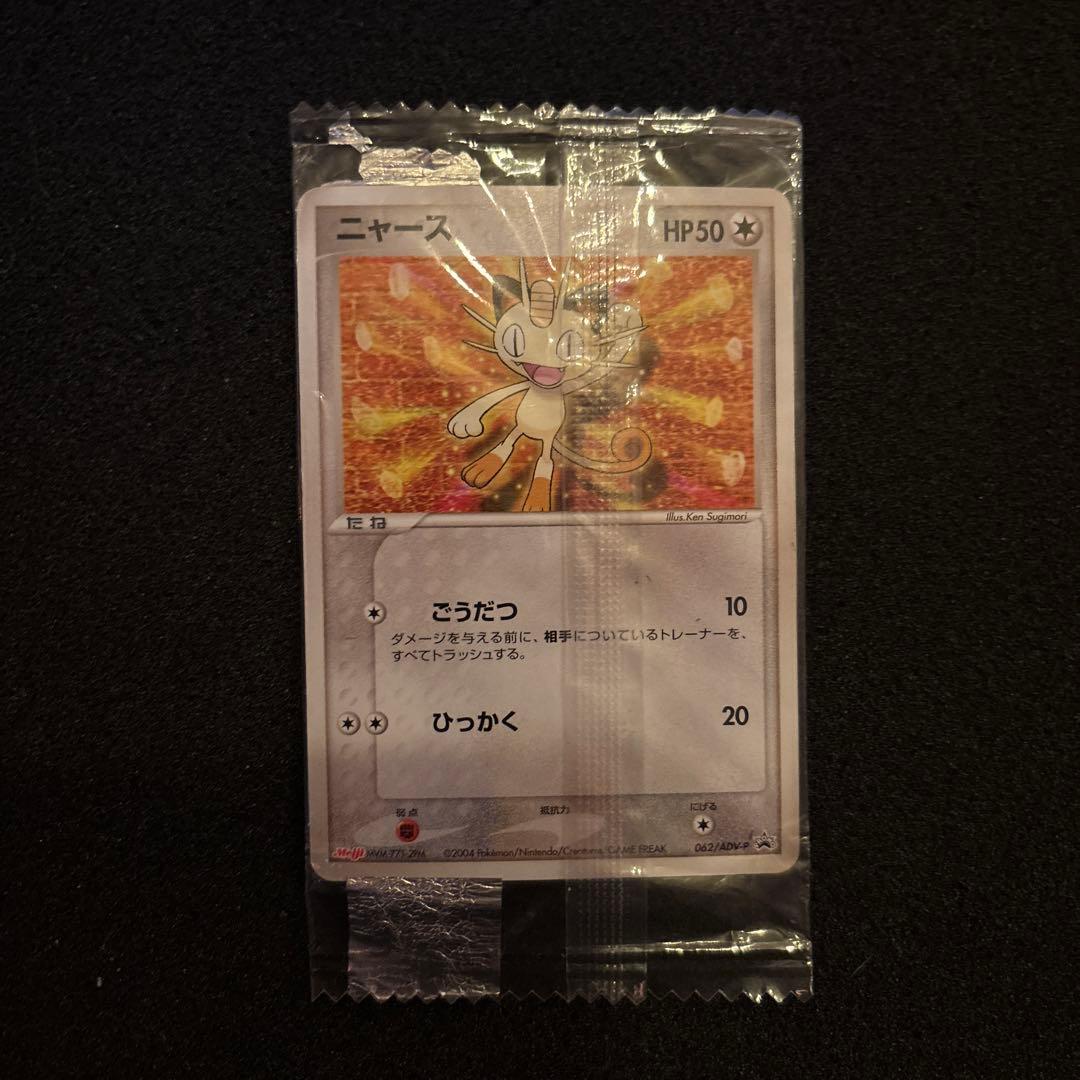 ニャース HP50
たね Illus.Ken Sugimori
ごうだつ 10
ダメージを与える前に、相手についているトレーナーを、
すべてトラッシュする。
ひっかく 20
弱点 抵抗力 にげる
Meiji MVM-771-2PM ©2004 Pokémon/Nintendo/Creatures/GAME FREAK 062/ADV-P